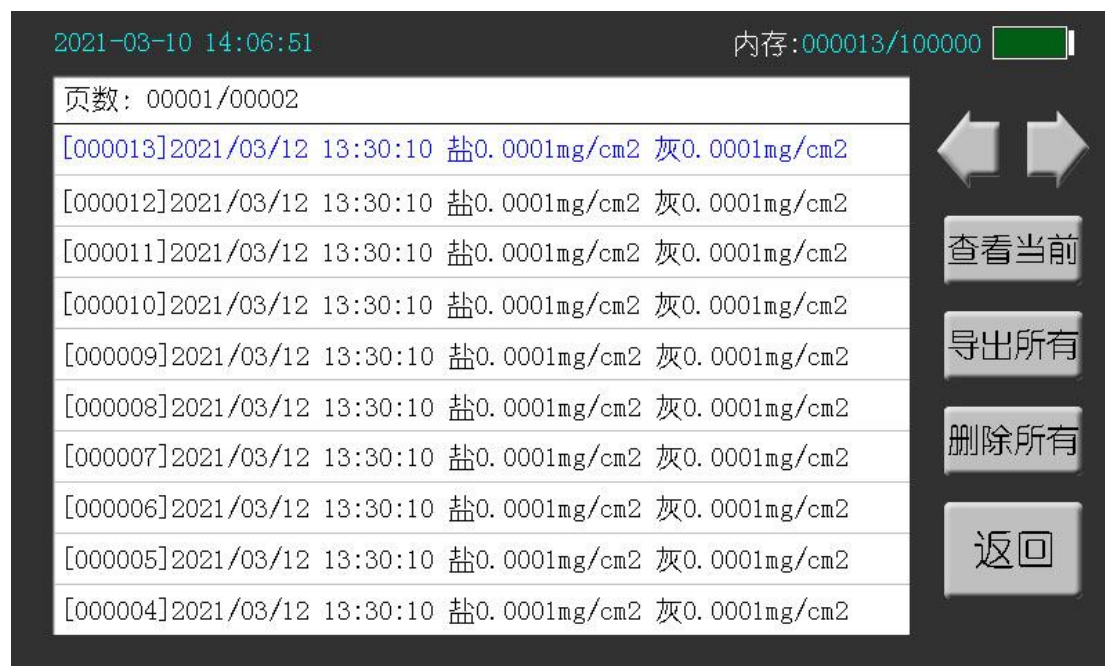 2021-03-10 14:06:51 内存:000013/100000
页数: 00001/00002
[000013]2021/03/12 13:30:10 盐0.0001mg/cm2 灰0.0001mg/cm2
[000012]2021/03/12 13:30:10 盐0.0001mg/cm2 灰0.0001mg/cm2
[000011]2021/03/12 13:30:10 盐0.0001mg/cm2 灰0.0001mg/cm2
[000010]2021/03/12 13:30:10 盐0.0001mg/cm2 灰0.0001mg/cm2
[000009]2021/03/12 13:30:10 盐0.0001mg/cm2 灰0.0001mg/cm2
[000008]2021/03/12 13:30:10 盐0.0001mg/cm2 灰0.0001mg/cm2
[000007]2021/03/12 13:30:10 盐0.0001mg/cm2 灰0.0001mg/cm2
[000006]2021/03/12 13:30:10 盐0.0001mg/cm2 灰0.0001mg/cm2
[000005]2021/03/12 13:30:10 盐0.0001mg/cm2 灰0.0001mg/cm2
[000004]2021/03/12 13:30:10 盐0.0001mg/cm2 灰0.0001mg/cm2
查看当前
导出所有
删除所有
返回